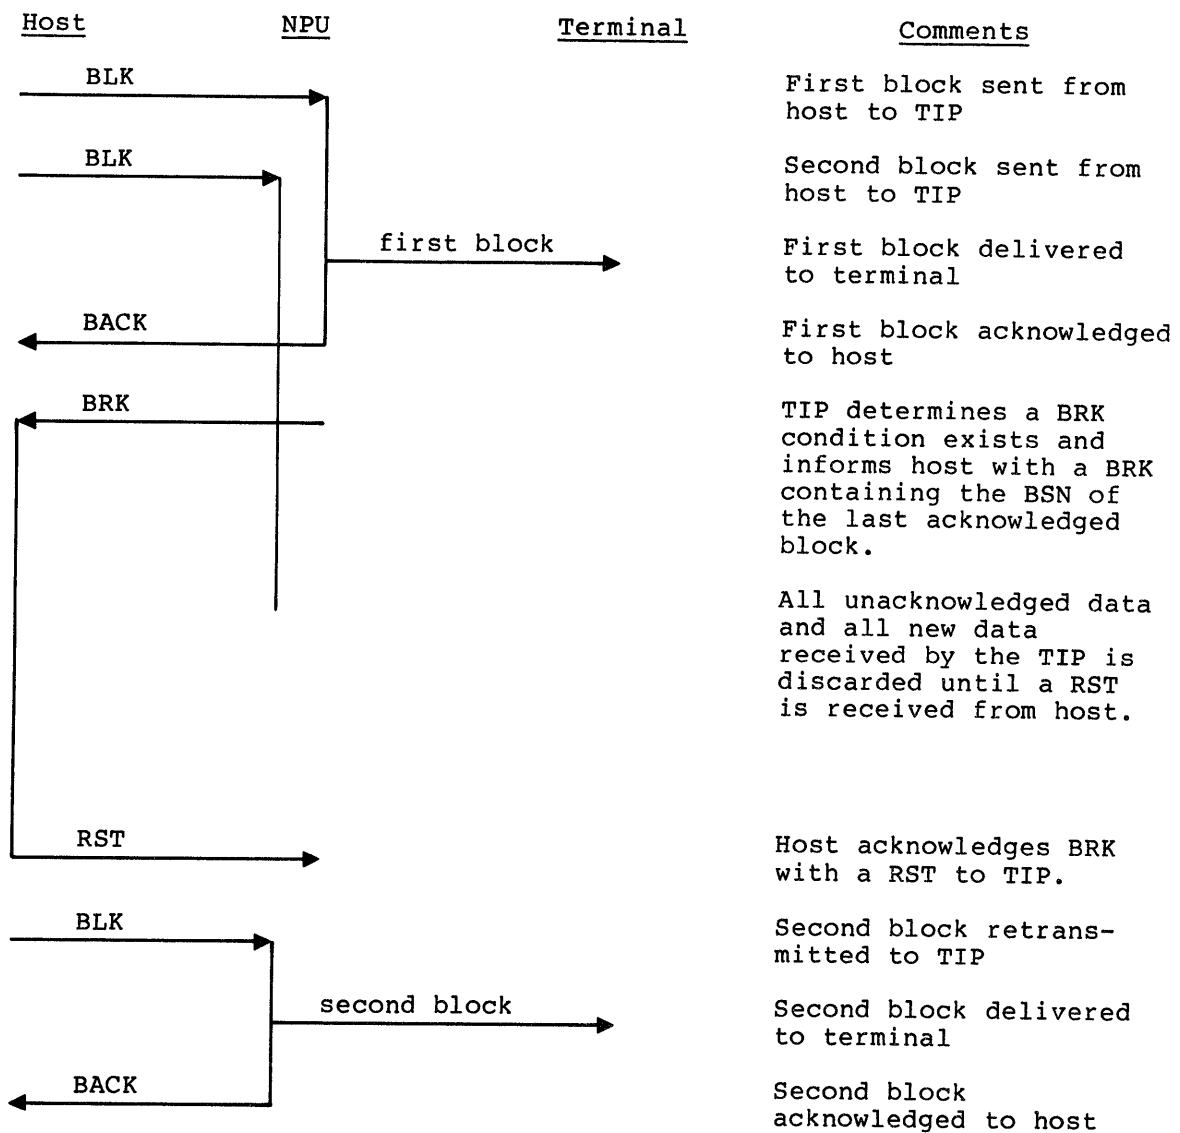 Host NPU Terminal Comments
BLK
First block sent from
host to TIP
BLK
Second block sent from
host to TIP
first block
First block delivered
to terminal
BACK
First block acknowledged
to host
BRK
TIP determines a BRK
condition exists and
informs host with a BRK
containing the BSN of
the last acknowledged
block.
All unacknowledged data
and all new data
received by the TIP is
discarded until a RST
is received from host.
RST
Host acknowledges BRK
with a RST to TIP.
BLK
Second block retrans-
mitted to TIP
second block
Second block delivered
to terminal
BACK
Second block
acknowledged to host